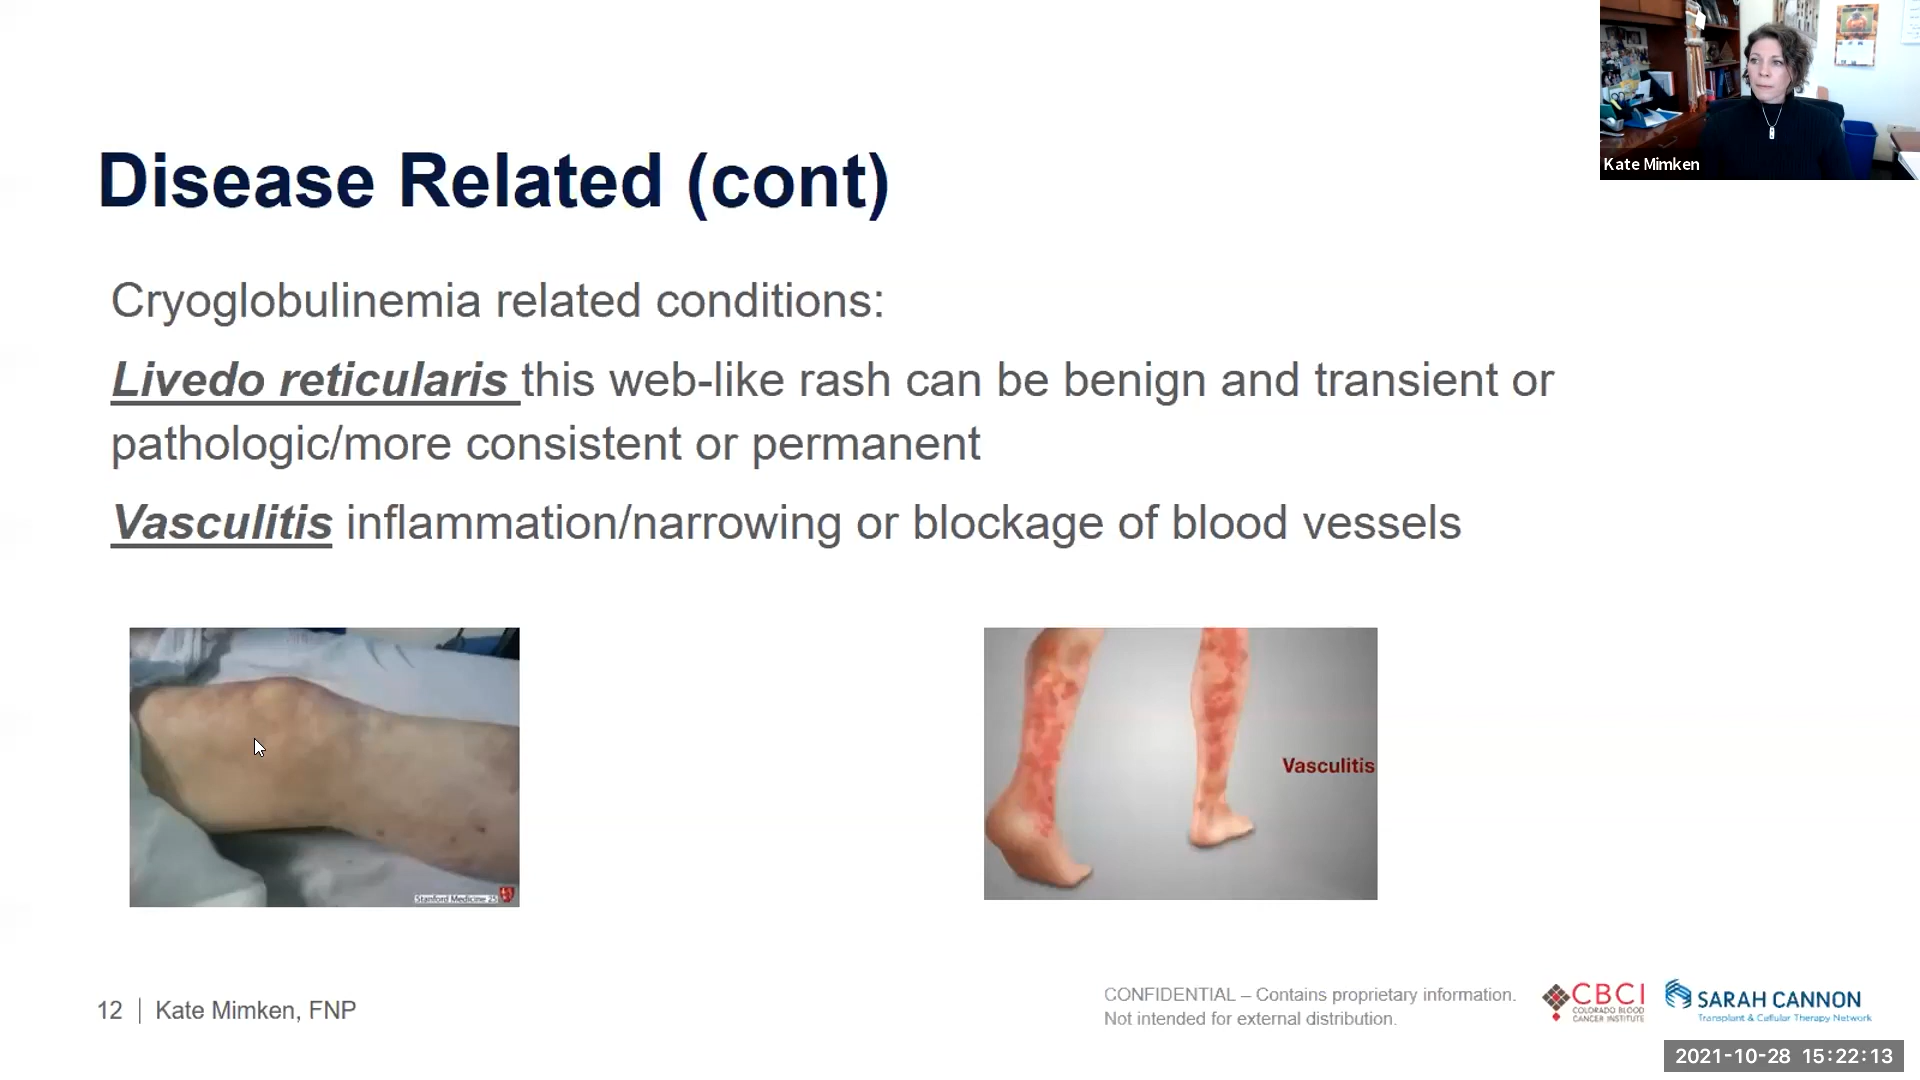 Kate Mimken
Disease Related (cont)
Cryoglobulinemia related conditions:
Livedo reticularis this web-like rash can be benign and transient or
pathologic/more consistent or permanent
Vasculitis inflammation/narrowing or blockage of blood vessels
Stanford Medicine 25
Vasculitis
12 | Kate Mimken, FNP
CONFIDENTIAL – Contains proprietary information.
Not intended for external distribution.
CBCI
COLORADO BLOOD
CANCER INSTITUTE
SARAH CANNON
Transplant & Cellular Therapy Network
2021-10-28 15:22:13